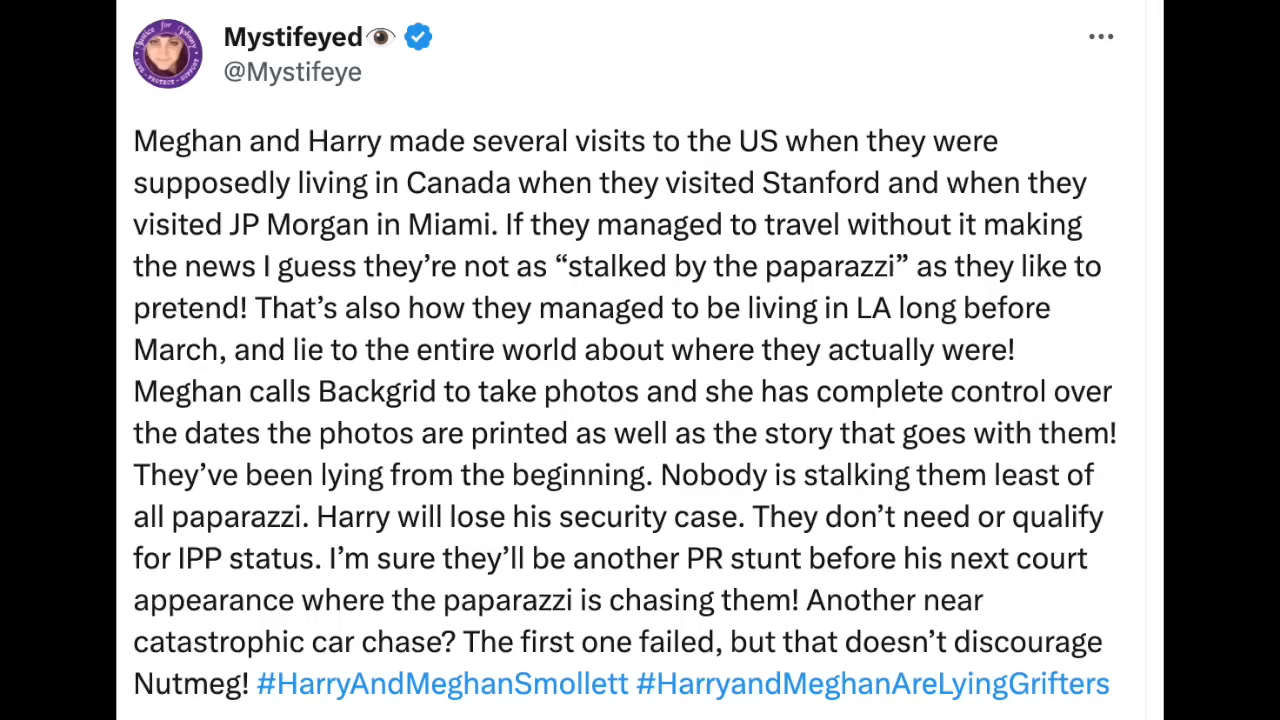 Mystifeyed
@Mystifeye
Meghan and Harry made several visits to the US when they were
supposedly living in Canada when they visited Stanford and when they
visited JP Morgan in Miami. If they managed to travel without it making
the news I guess they’re not as “stalked by the paparazzi” as they like to
pretend! That’s also how they managed to be living in LA long before
March, and lie to the entire world about where they actually were!
Meghan calls Backgrid to take photos and she has complete control over
the dates the photos are printed as well as the story that goes with them!
They’ve been lying from the beginning. Nobody is stalking them least of
all paparazzi. Harry will lose his security case. They don’t need or qualify
for IPP status. I’m sure they’ll be another PR stunt before his next court
appearance where the paparazzi is chasing them! Another near
catastrophic car chase? The first one failed, but that doesn’t discourage
Nutmeg! #HarryAndMeghanSmollett #HarryandMeghanAreLyingGrifters